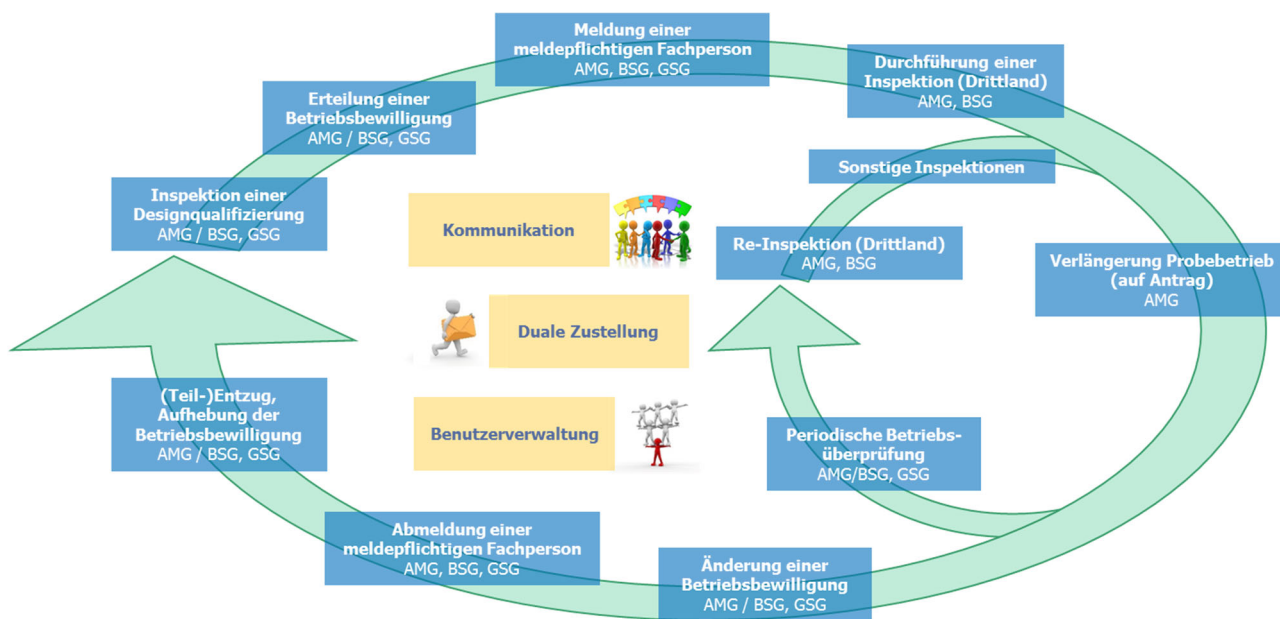 Meldung einer
meldepflichtigen Fachperson
AMG, BSG, GSG
Durchführung einer
Inspektion (Drittland)
AMG, BSG
Erteilung einer
Betriebsbewilligung
AMG / BSG, GSG
Sonstige Inspektionen
Inspektion einer
Designqualifizierung
AMG / BSG, GSG
Kommunikation
Re-Inspektion (Drittland)
AMG, BSG
Verlängerung Probebetrieb
(auf Antrag)
AMG
Duale Zustellung
(Teil-)Entzug,
Aufhebung der
Betriebsbewilligung
AMG / BSG, GSG
Benutzerverwaltung
Periodische Betriebs-
überprüfung
AMG/BSG, GSG
Abmeldung einer
meldepflichtigen Fachperson
AMG, BSG, GSG
Änderung einer
Betriebsbewilligung
AMG / BSG, GSG